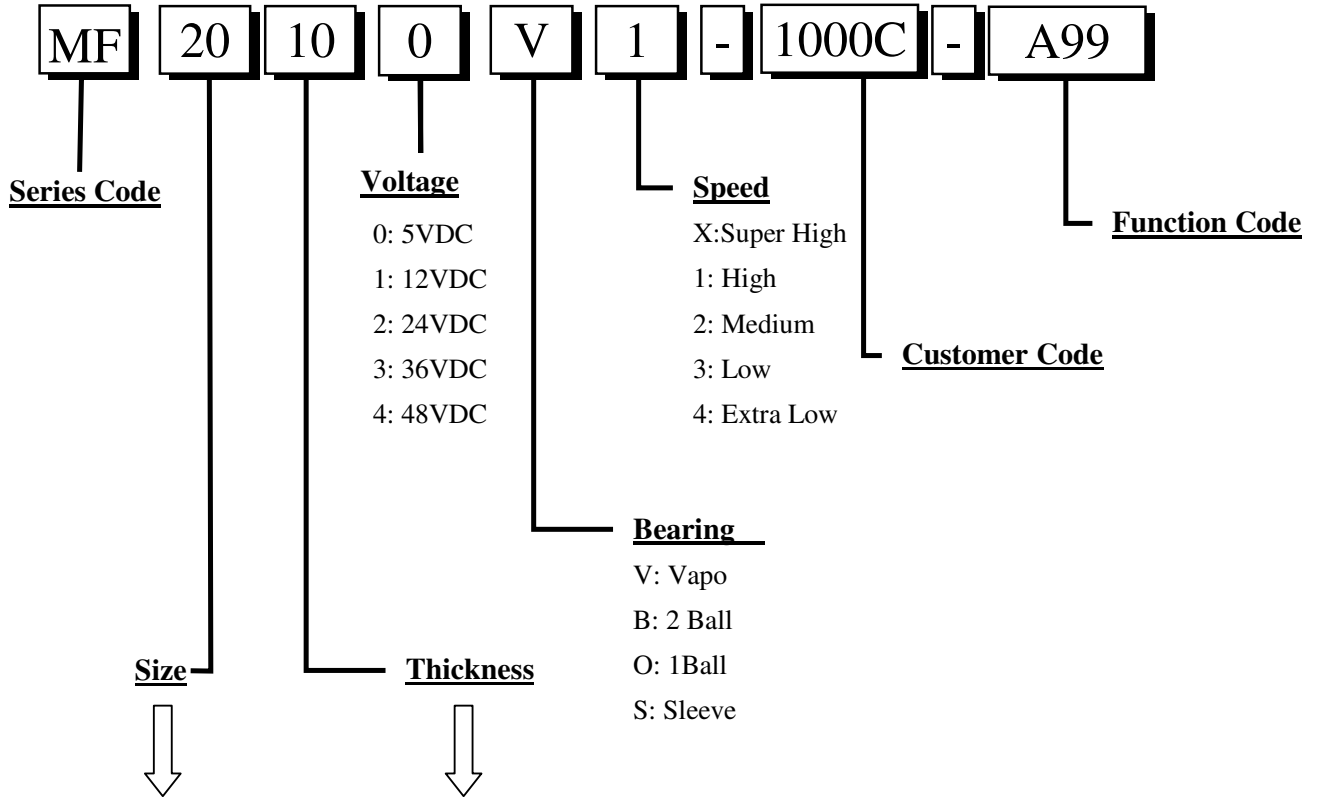 MF 20 10 0 V 1 - 1000C - A99
Series Code
Voltage
0: 5VDC
1: 12VDC
2: 24VDC
3: 36VDC
4: 48VDC
Speed
X:Super High
1: High
2: Medium
3: Low
4: Extra Low
Function Code
Customer Code
Bearing
V: Vapo
B: 2 Ball
O: 1Ball
S: Sleeve
Size
Thickness